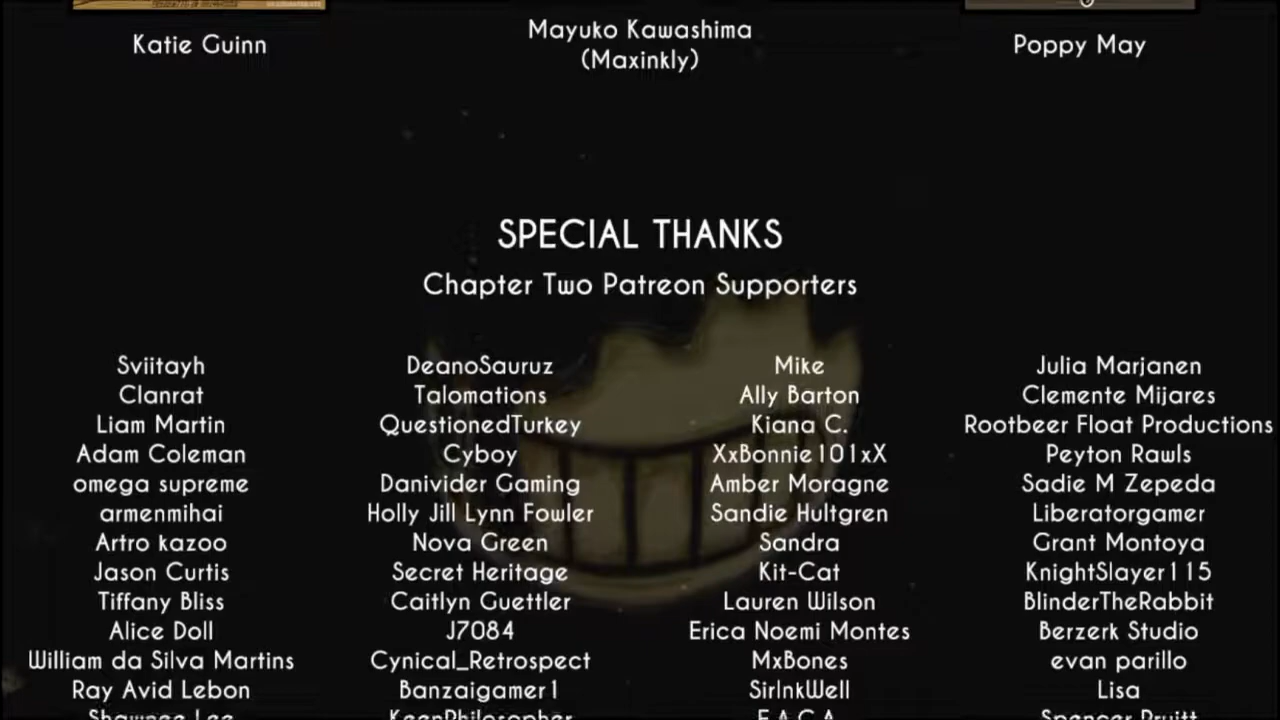 Katie Guinn
Mayuko Kawashima
(Maxinkly)
Poppy May
SPECIAL THANKS
Chapter Two Patreon Supporters
Sviitayh
Clanrat
Liam Martin
Adam Coleman
omega supreme
armenmihai
Artro kazoo
Jason Curtis
Tiffany Bliss
Alice Doll
William da Silva Martins
Ray Avid Lebon
Shawnee Lee
DeanoSauruz
Talomations
QuestionedTurkey
Cyboy
Danivider Gaming
Holly Jill Lynn Fowler
Nova Green
Secret Heritage
Caitlyn Guettler
J7084
Cynical_Retrospect
Banzaigamer1
KeenPhilosopher
Mike
Ally Barton
Kiana C.
XxBonnie101xX
Amber Moragne
Sandie Hultgren
Sandra
Kit-Cat
Lauren Wilson
Erica Noemi Montes
MxBones
SirInkWell
Julia Marjanen
Clemente Mijares
Rootbeer Float Productions
Peyton Rawls
Sadie M Zepeda
Liberatorgamer
Grant Montoya
KnightSlayer115
BlinderTheRabbit
Berzerk Studio
evan parillo
Lisa
Spencer Pruitt